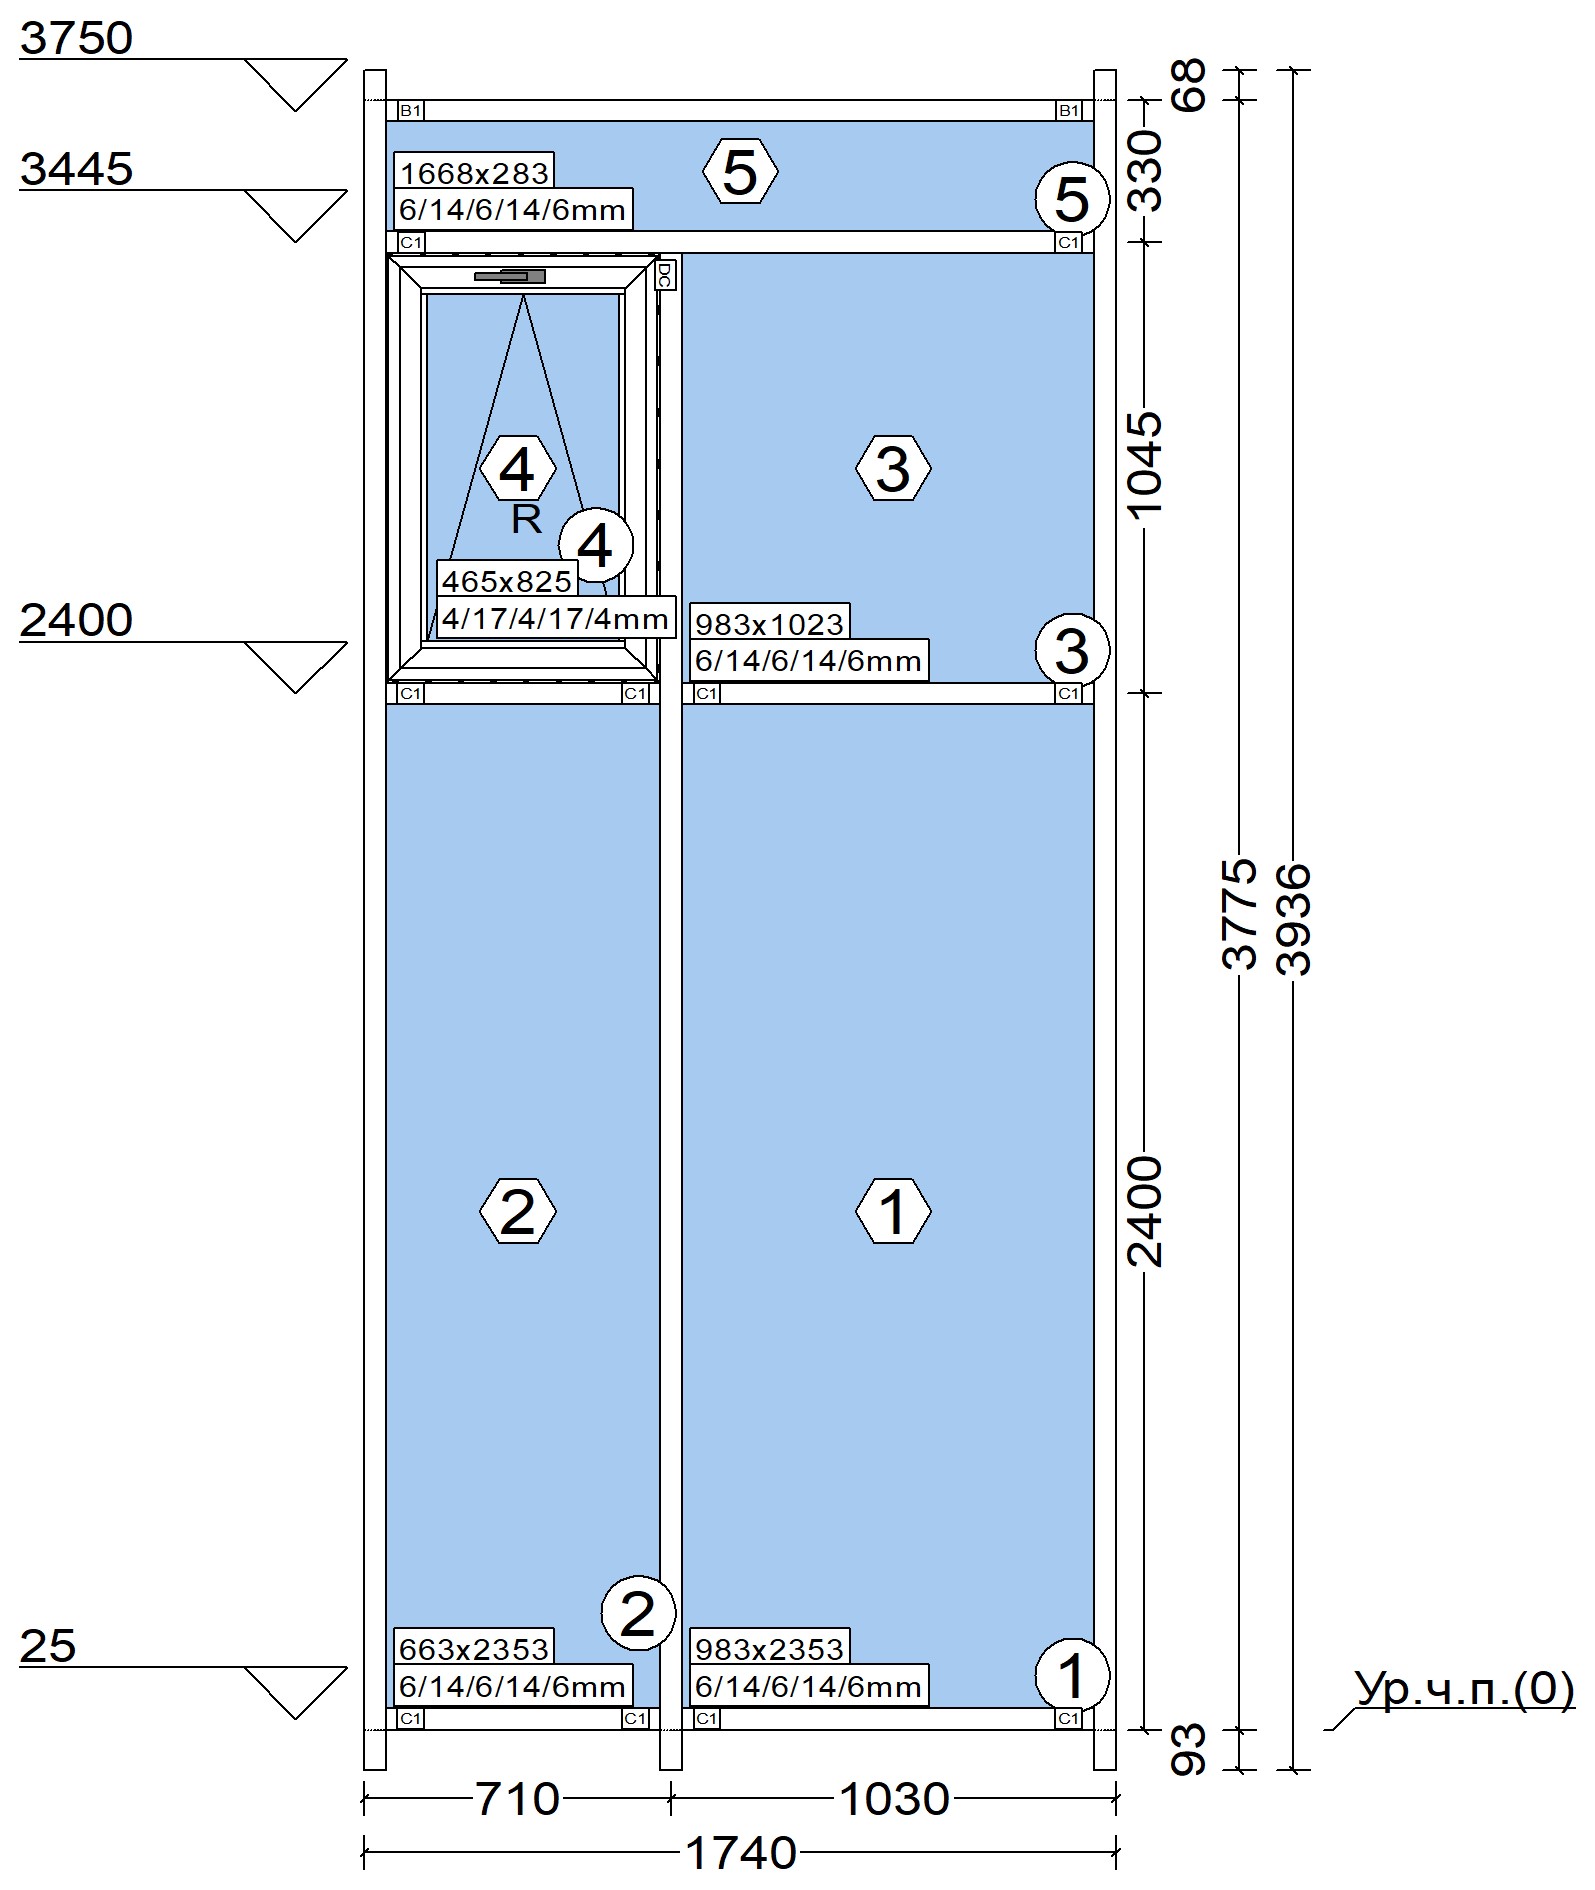 3750
68
B1
B1
330
3445
5
1668x283
5
6/14/6/14/6mm
C1
C1
DC
1045
4
3
R
4
465x825
4/17/4/17/4mm
2400
983x1023
3
6/14/6/14/6mm
C1
C1
C1
C1
3775
3936
2400
2
1
2
25
663x2353
983x2353
1
6/14/6/14/6mm
6/14/6/14/6mm
Ур.ч.п.(0)
C1
C1
C1
C1
93
710
1030
1740